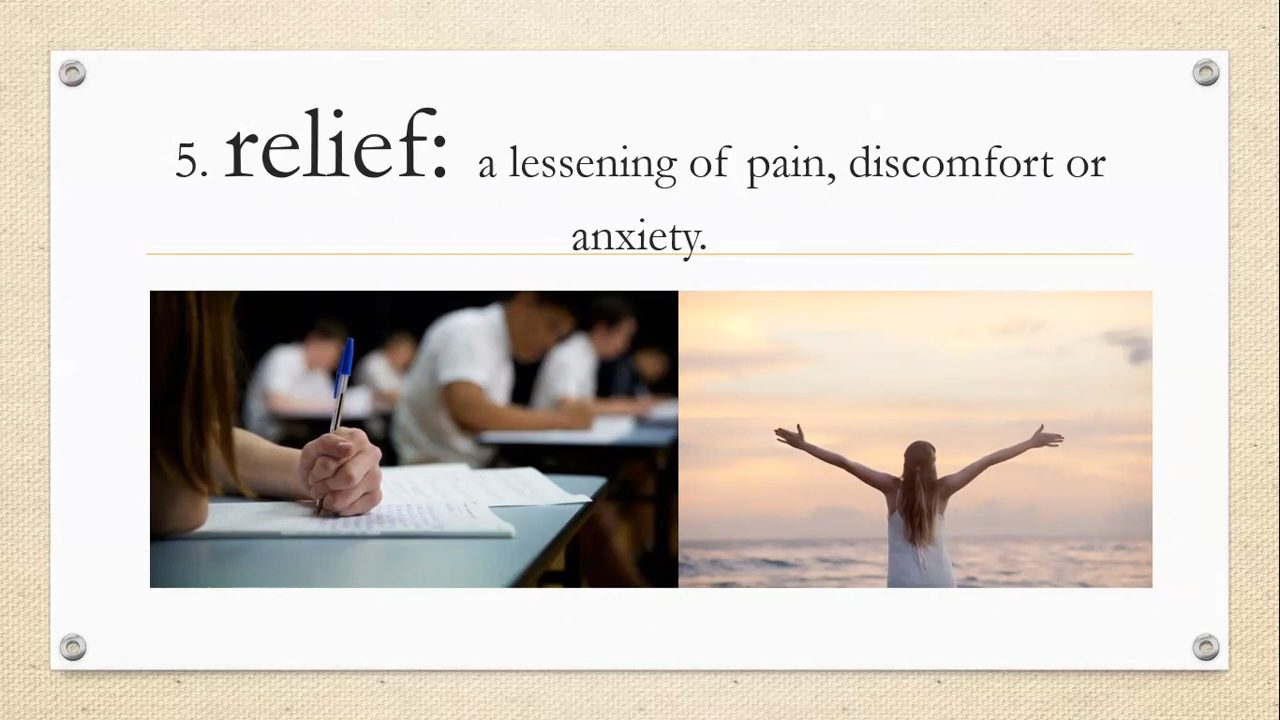 5. relief: a lessening of pain, discomfort or
anxiety.